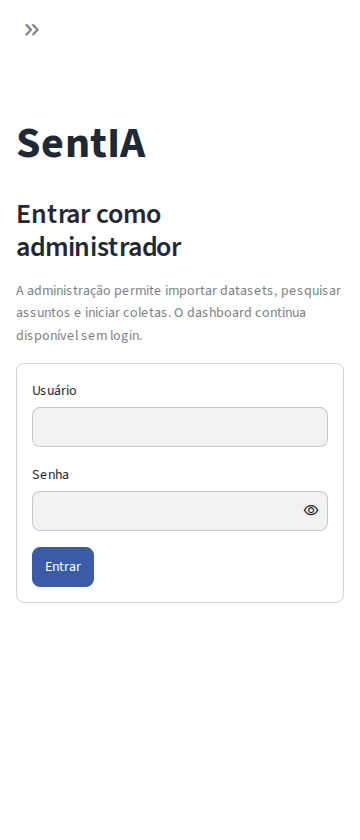 SentIA
Entrar como
administrador
A administração permite importar datasets, pesquisar
assuntos e iniciar coletas. O dashboard continua
disponível sem login.
Usuário
Senha
Entrar